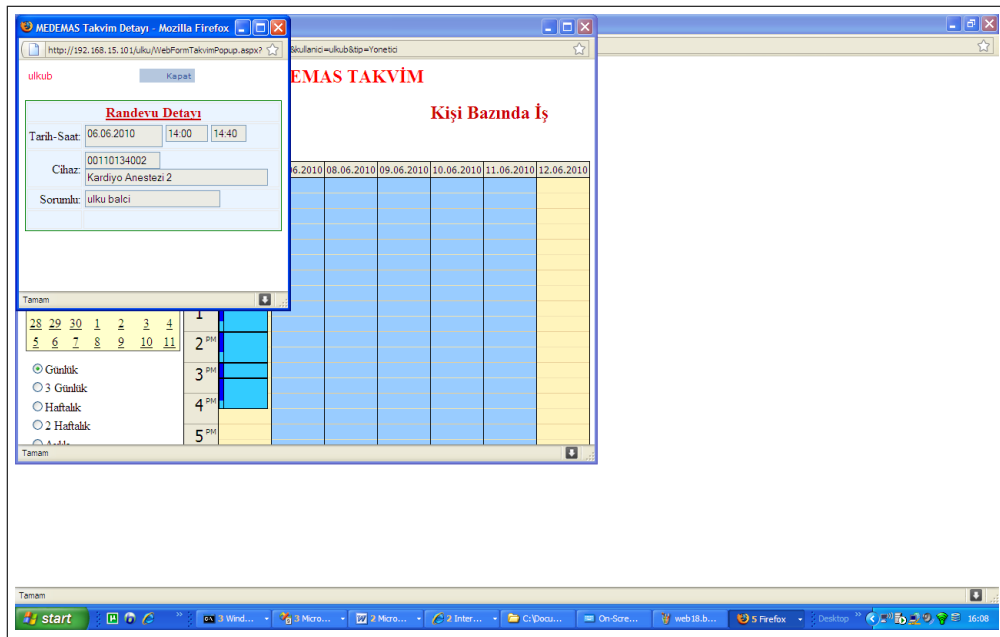 MEDEMAS Takvim Detayı - Mozilla Firefox
http://192.168.15.101/ulku/WebFormTakvimPopup.aspx?
&kullanici=ulkub&tip=Yonetici
ulkub
Kapat
EMAS TAKVİM
Randevu Detayı
Kişi Bazında İş
Tarih-Saat: 06.06.2010 14:00 14:40
Cihaz: 00110134002
Kardiyo Anestezi 2
Sorumlu: ulku balci
06.2010 08.06.2010 09.06.2010 10.06.2010 11.06.2010 12.06.2010
Tamam
28 29 30 1 2 3 4
5 6 7 8 9 10 11
Günlük
3 Günlük
Haftalık
2 Haftalık
1
2 PM
3 PM
4 PM
5 PM
Tamam
Tamam
start
3 Wind...
3 Micro...
2 Micro...
2 Inter...
C:\Docu...
On-Scre...
web18.b...
5 Firefox
Desktop
16:08